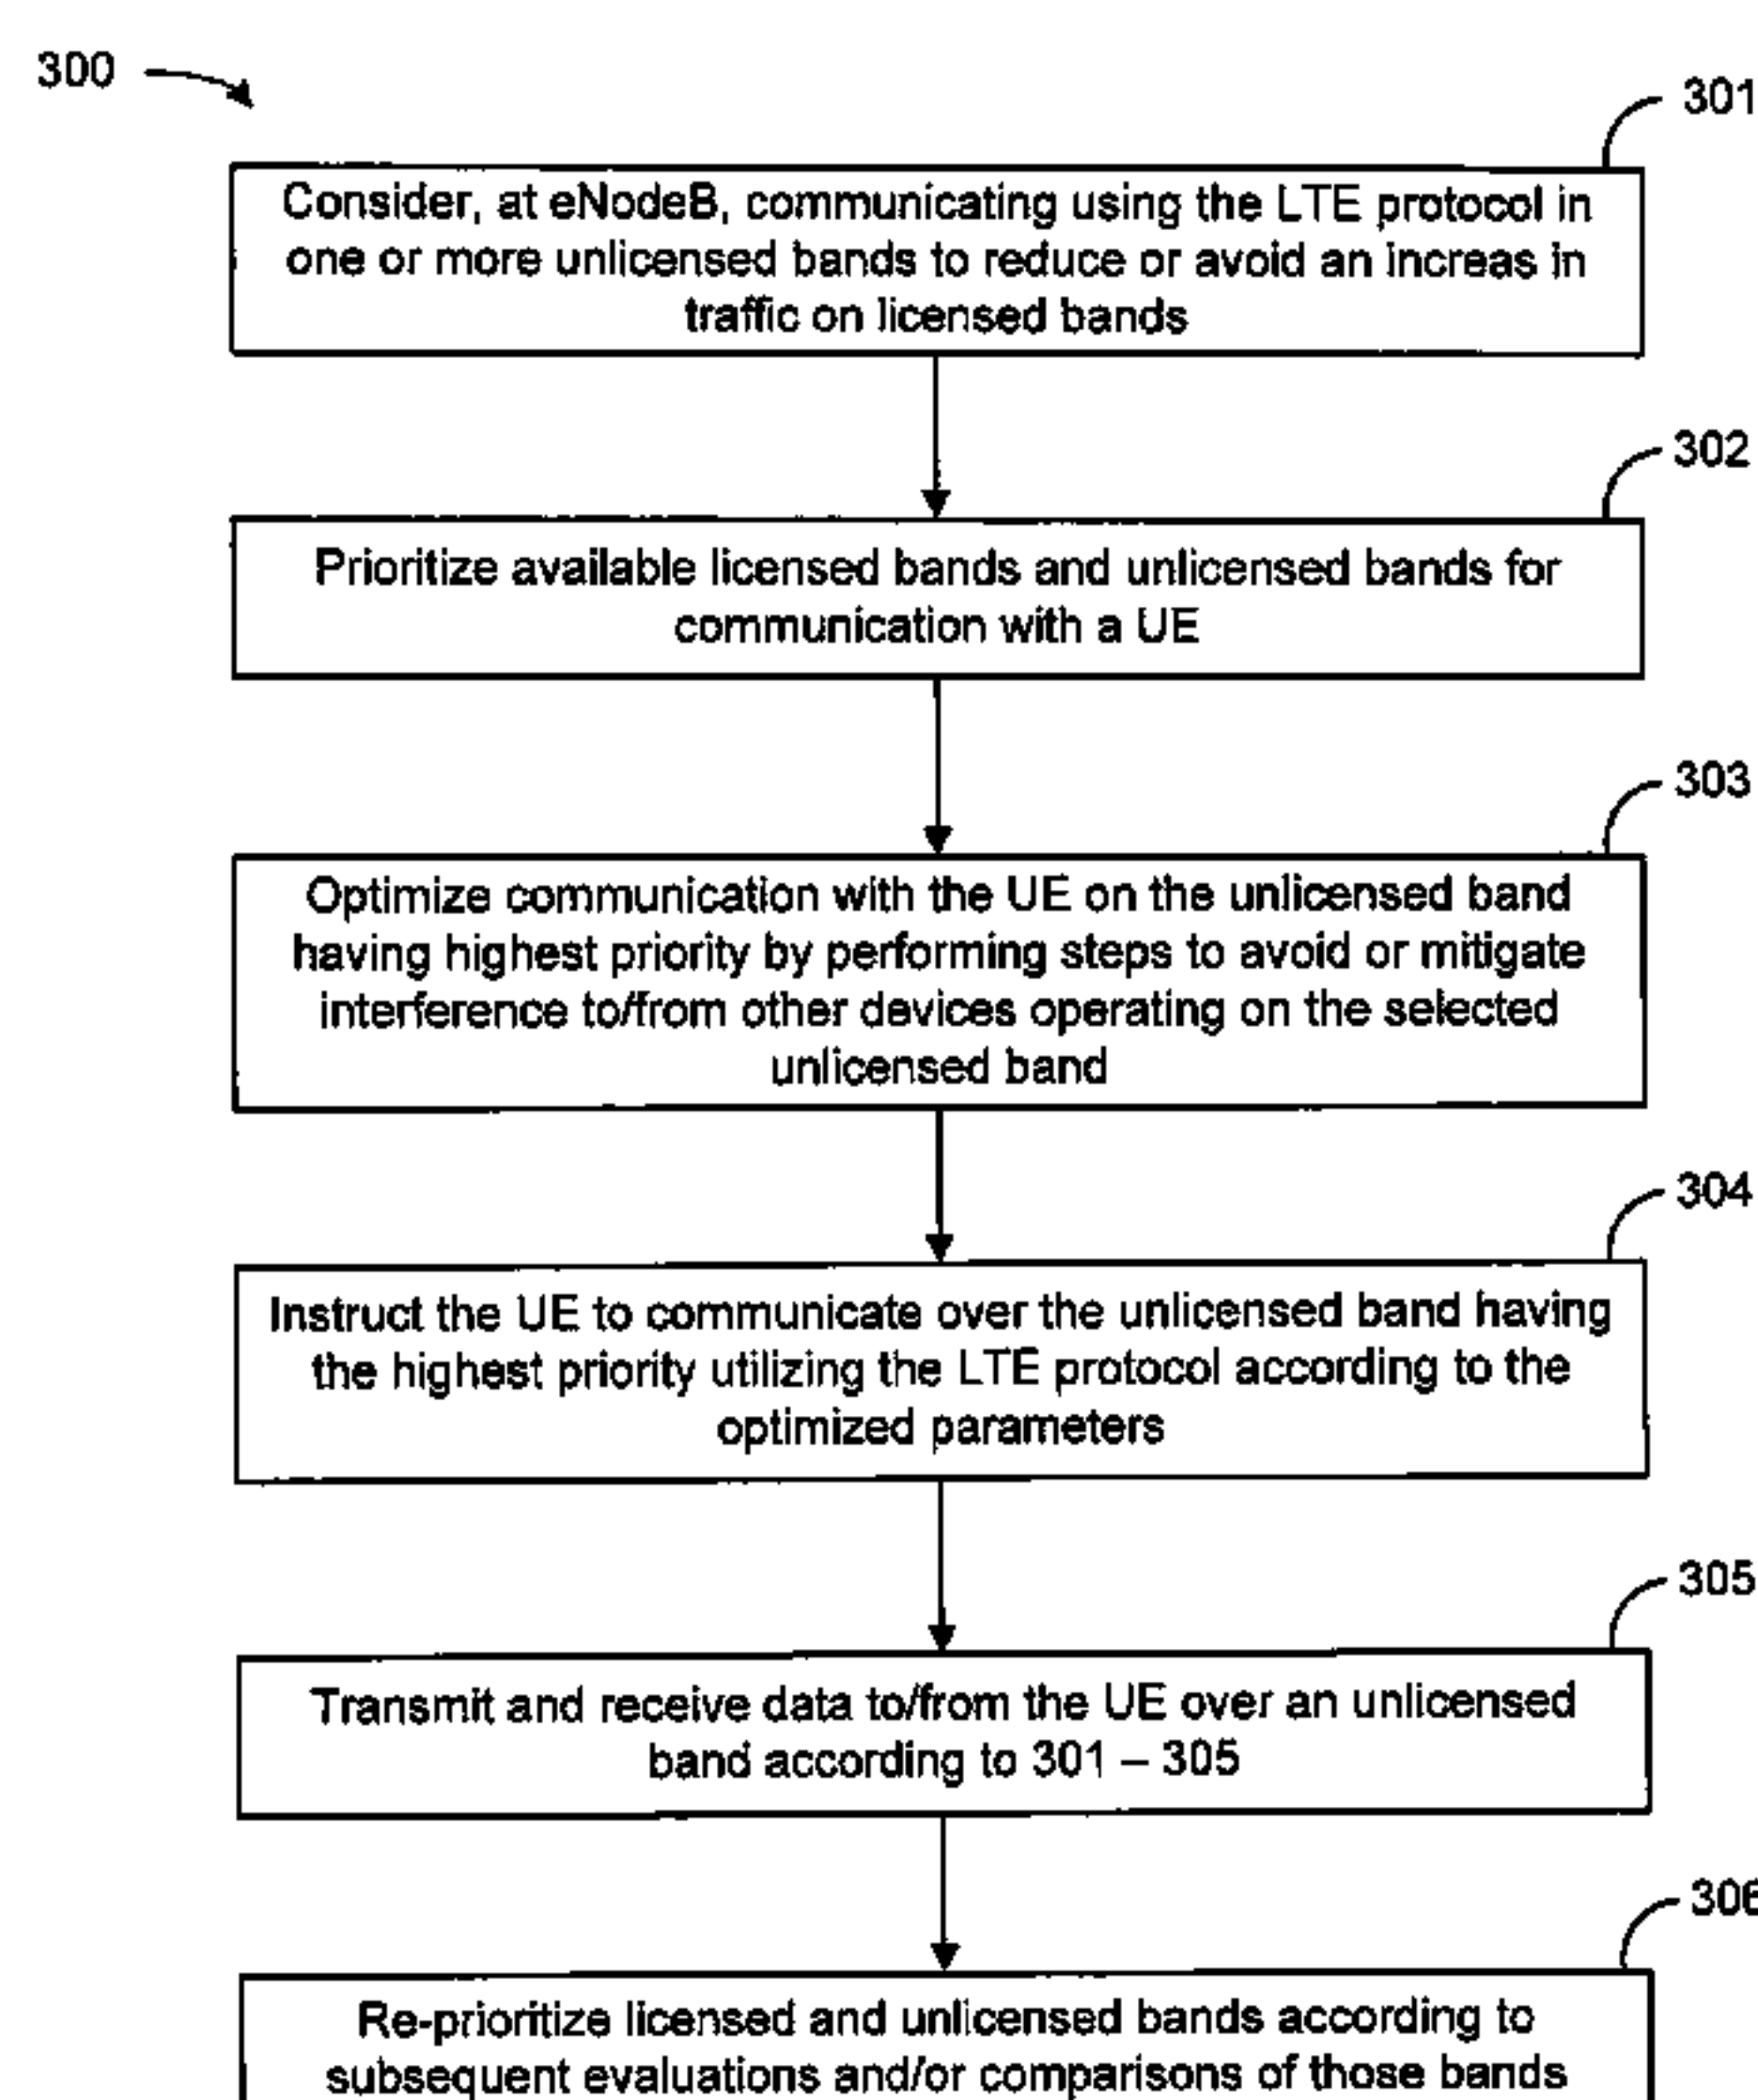 300
301
Consider, at eNodeB, communicating using the LTE protocol in
one or more unlicensed bands to reduce or avoid an increas in
traffic on licensed bands
302
Prioritize available licensed bands and unlicensed bands for
communication with a UE
303
Optimize communication with the UE on the unlicensed band
having highest priority by performing steps to avoid or mitigate
interference to/from other devices operating on the selected
unlicensed band
304
Instruct the UE to communicate over the unlicensed band having
the highest priority utilizing the LTE protocol according to the
optimized parameters
305
Transmit and receive data to/from the UE over an unlicensed
band according to 301 – 305
306
Re-prioritize licensed and unlicensed bands according to
subsequent evaluations and/or comparisons of those bands